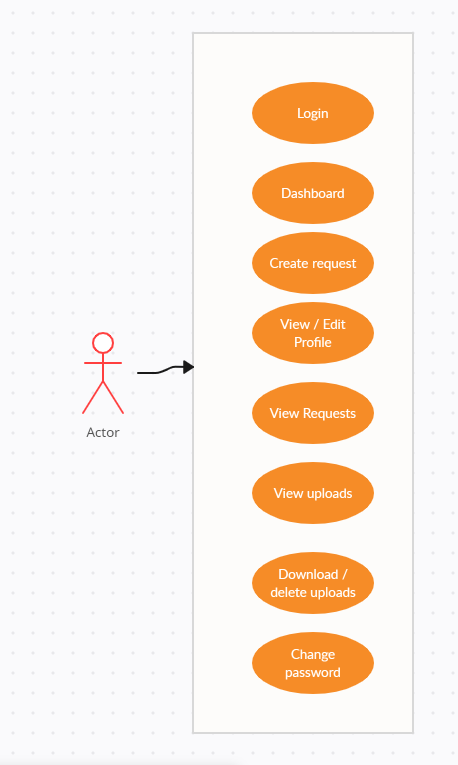 Login
Dashboard
Create request
View / Edit
Profile
Actor
View Requests
View uploads
Download /
delete uploads
Change
password